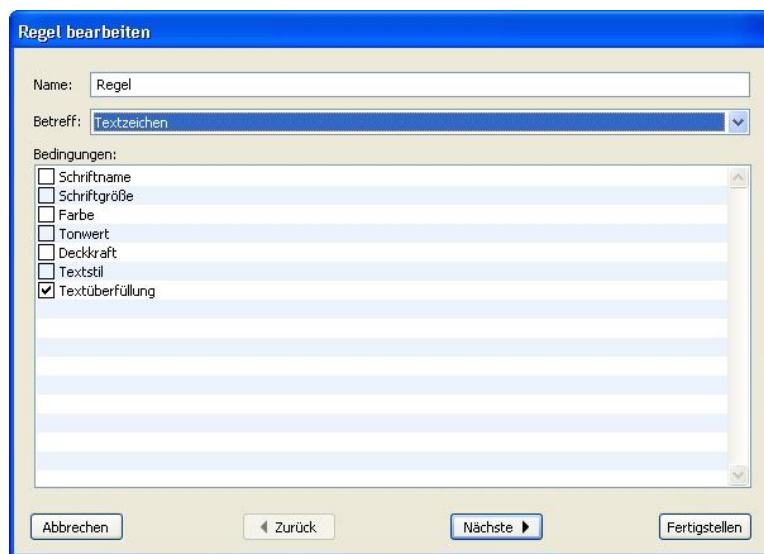 Regel bearbeiten
Name: Regel
Betreff: Textzeichen
Bedingungen:
Schriftname
Schriftgröße
Farbe
Tonwert
Deckkraft
Textstil
Textüberfüllung
Abbrechen Zurück Nächste Fertigstellen